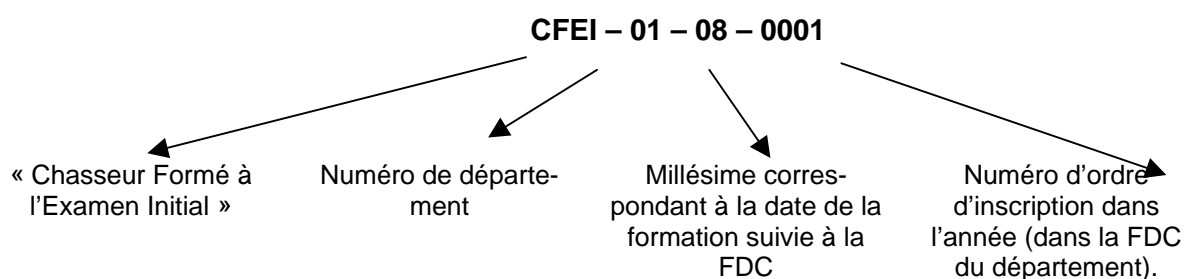 CFEI – 01 – 08 – 0001
« Chasseur Formé à
l’Examen Initial »
Numéro de départe-
ment
Millésime corres-
pondant à la date de la
formation suivie à la
FDC
Numéro d’ordre
d’inscription dans
l’année (dans la FDC
du département).